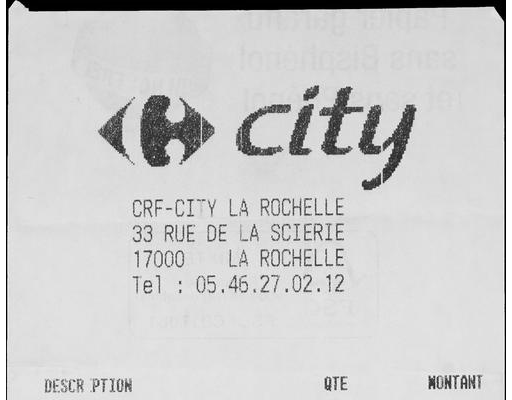 city
CRF-CITY LA ROCHELLE
33 RUE DE LA SCIERIE
17000 LA ROCHELLE
Tel : 05.46.27.02.12
DESCR PTION QTE MONTANT